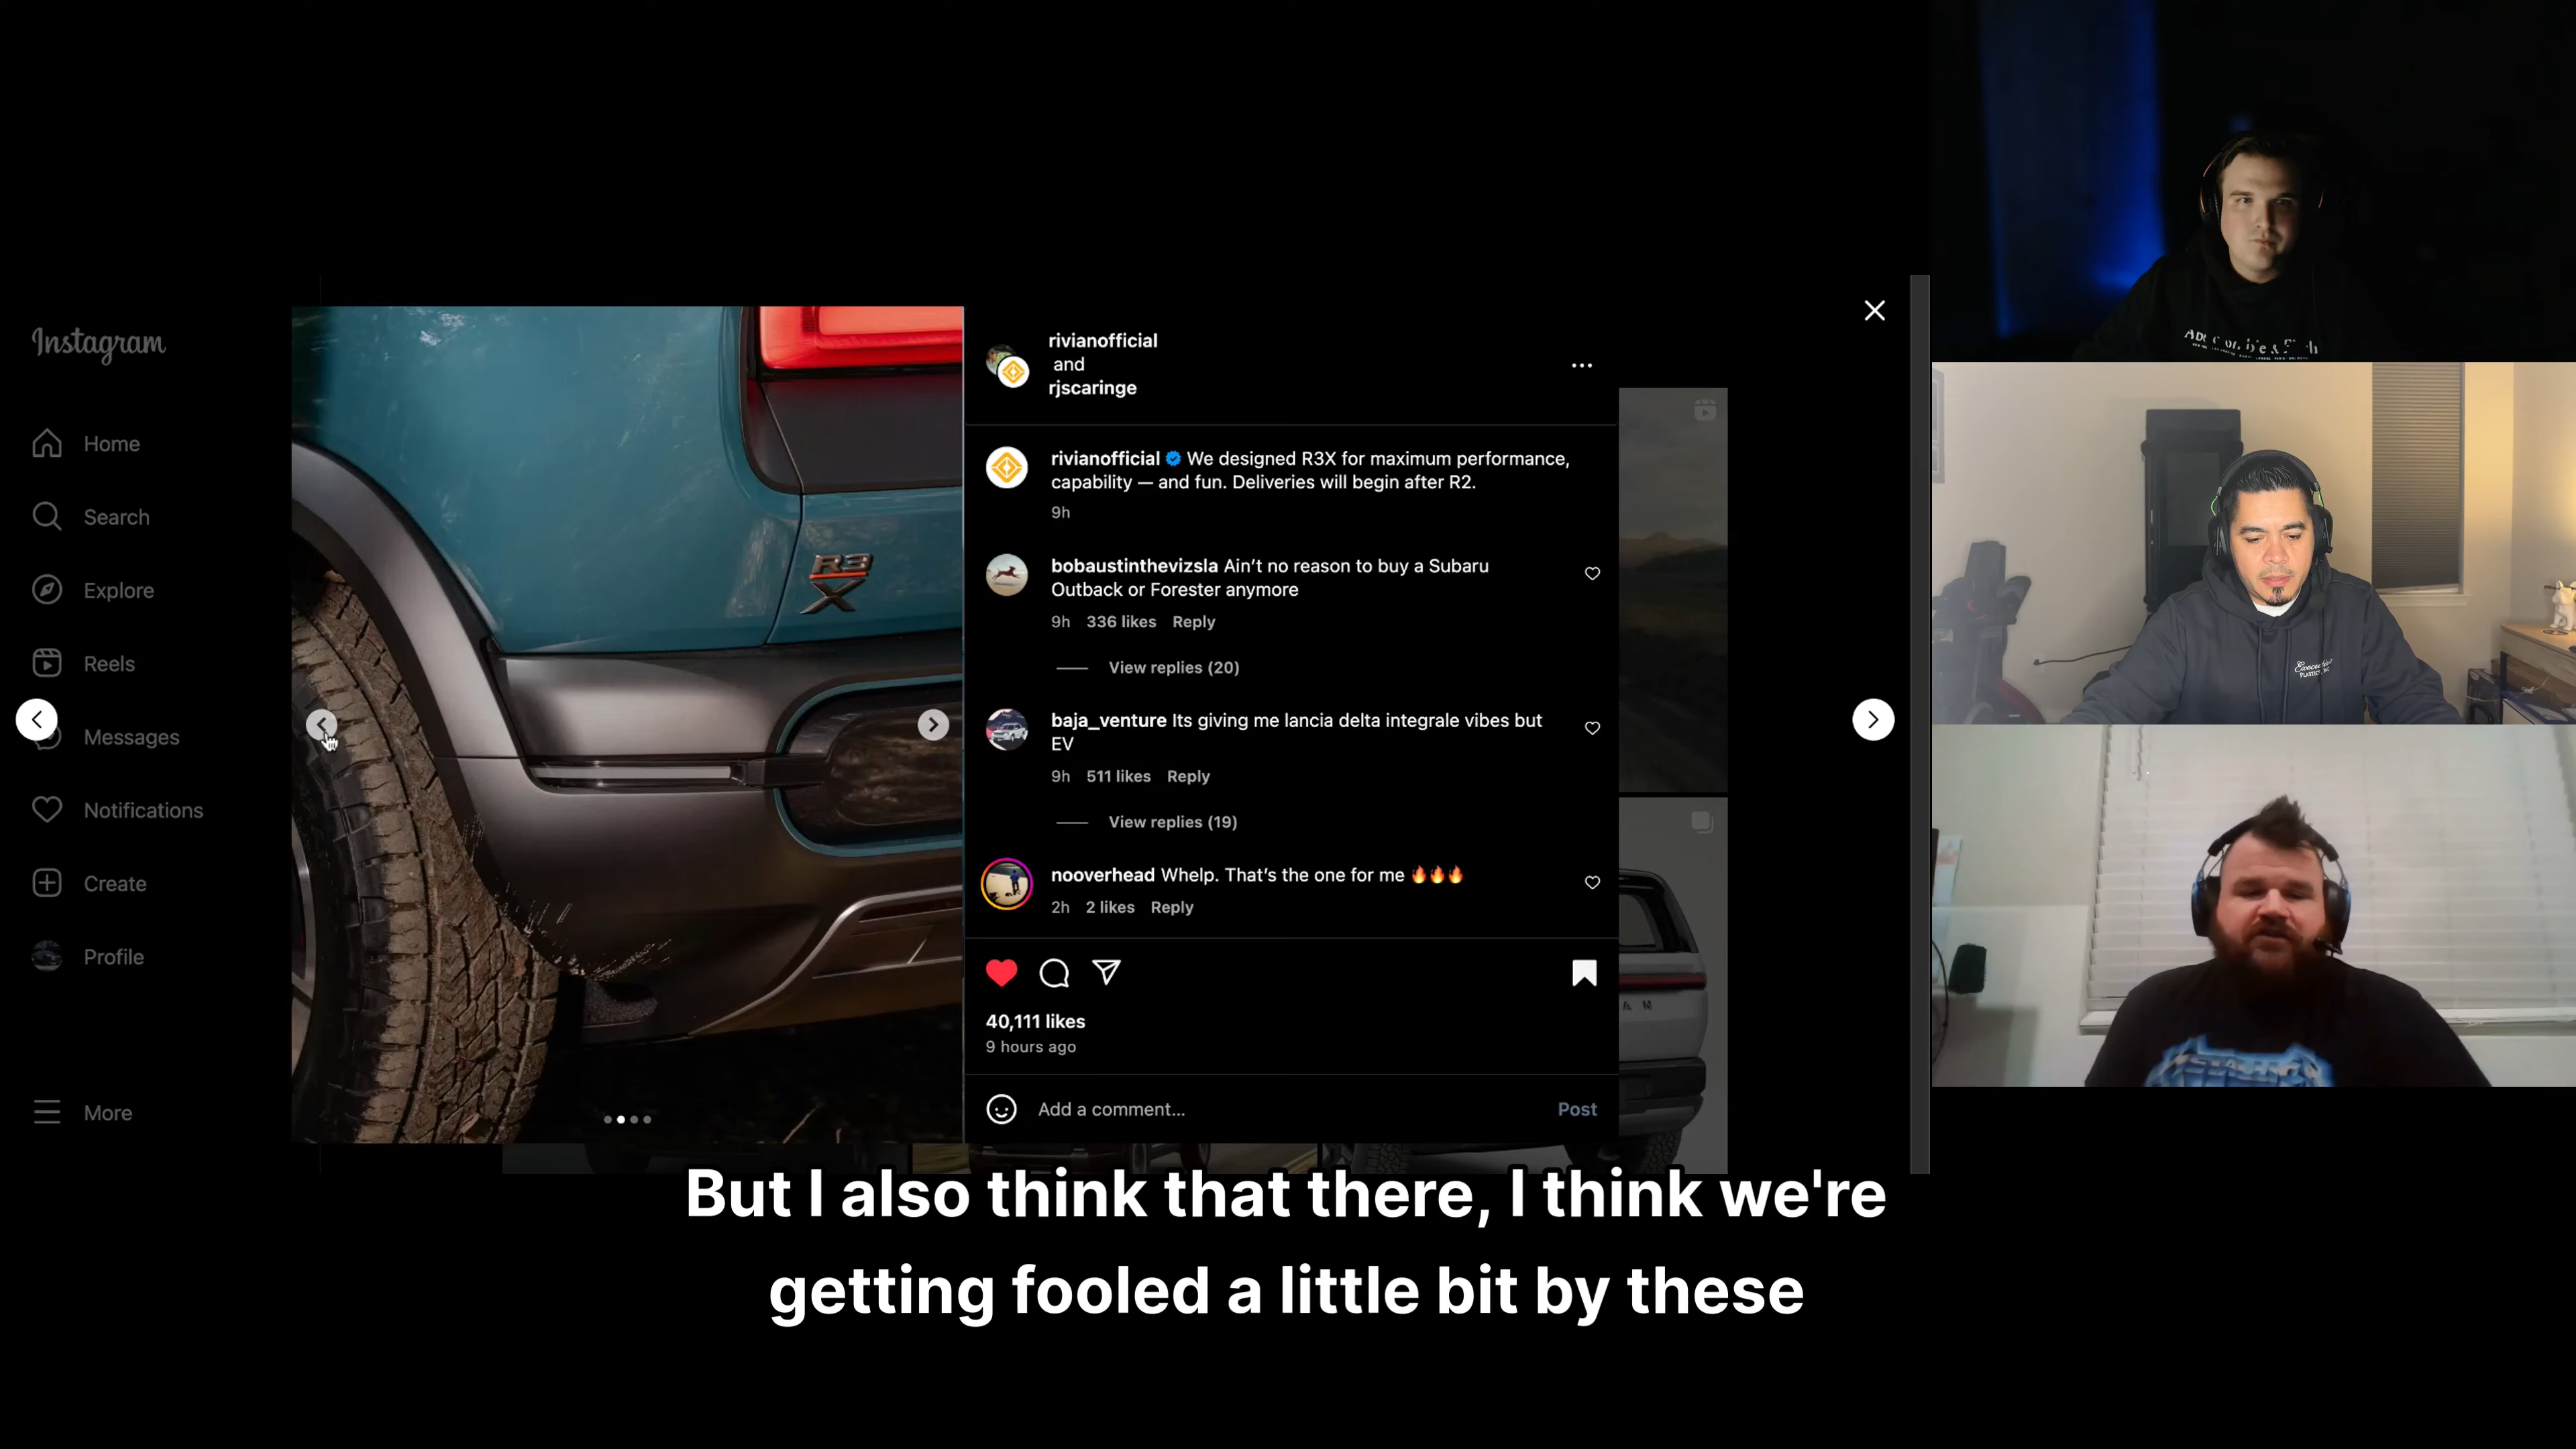 Instagram
Home
Search
Explore
Reels
Messages
Notifications
Create
Profile
More
R3
X
rivianofficial
and
rjscaringe
rivianofficial We designed R3X for maximum performance,
capability — and fun. Deliveries will begin after R2.
9h
bobaustinthevizsla Ain't no reason to buy a Subaru
Outback or Forester anymore
9h 336 likes Reply
View replies (20)
baja_venture Its giving me lancia delta integrale vibes but
EV
9h 511 likes Reply
View replies (19)
nooverhead Whelp. That's the one for me 🔥🔥🔥
2h 2 likes Reply
40,111 likes
9 hours ago
Add a comment... Post
But I also think that there, I think we're
getting fooled a little bit by these